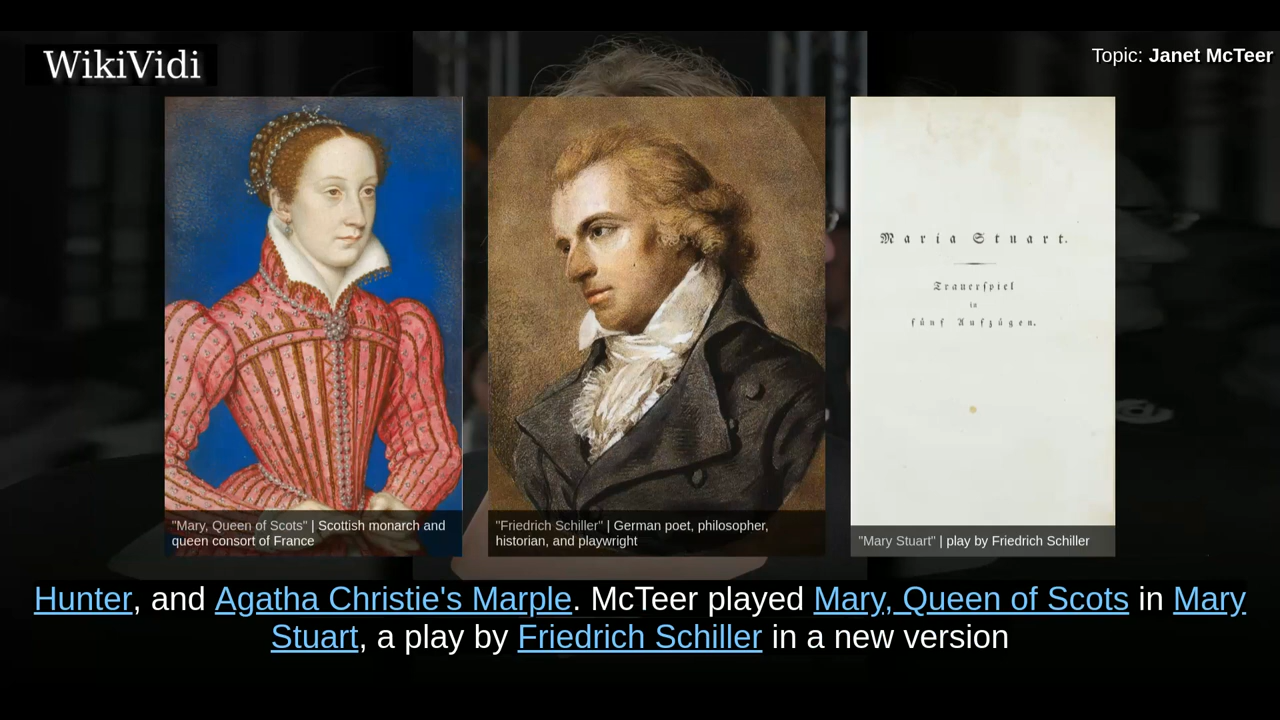 WikiVidi
Topic: Janet McTeer
Maria Stuart.
Trauerſpiel
in
fünf Aufzügen.
"Mary, Queen of Scots" | Scottish monarch and
queen consort of France
"Friedrich Schiller" | German poet, philosopher,
historian, and playwright
"Mary Stuart" | play by Friedrich Schiller
Hunter, and Agatha Christie's Marple. McTeer played Mary, Queen of Scots in Mary
Stuart, a play by Friedrich Schiller in a new version